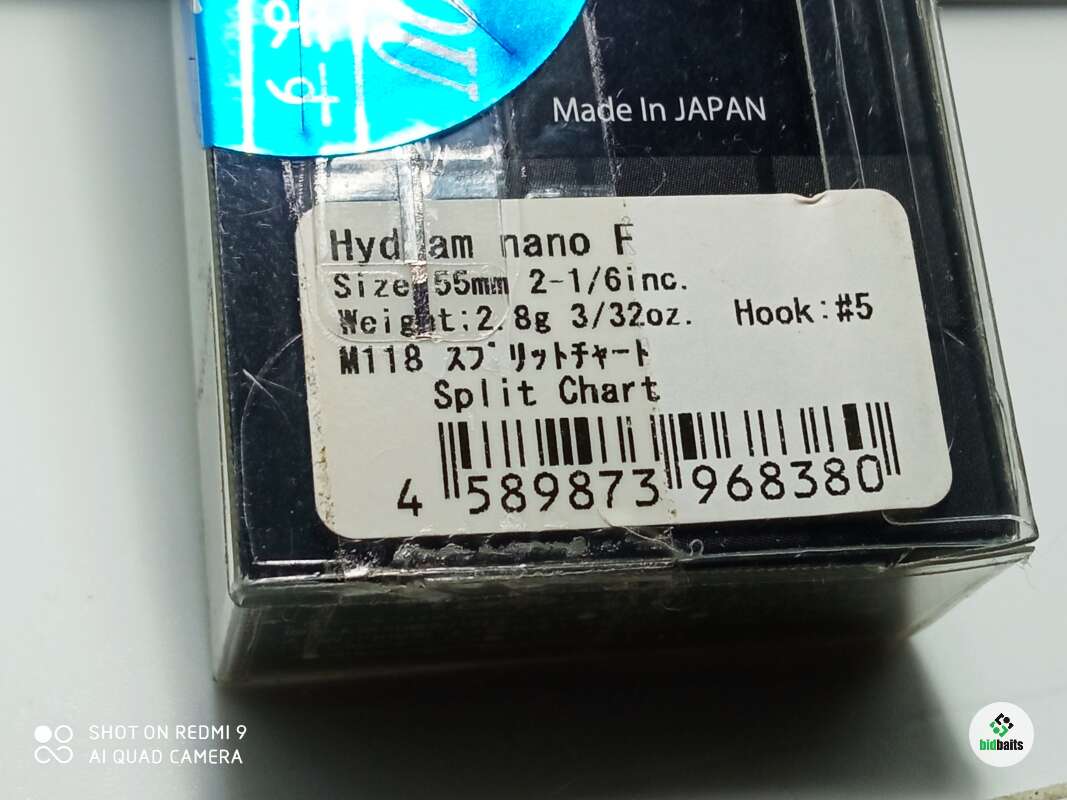 Made In JAPAN
nano F
Size 55mm 2-1/6inc.
Weight:2.8g 3/32oz. Hook:#5
M118 スプリットチャート
Split Chart
4 589873 968380
SHOT ON REDMI 9
AI QUAD CAMERA
bidbaits